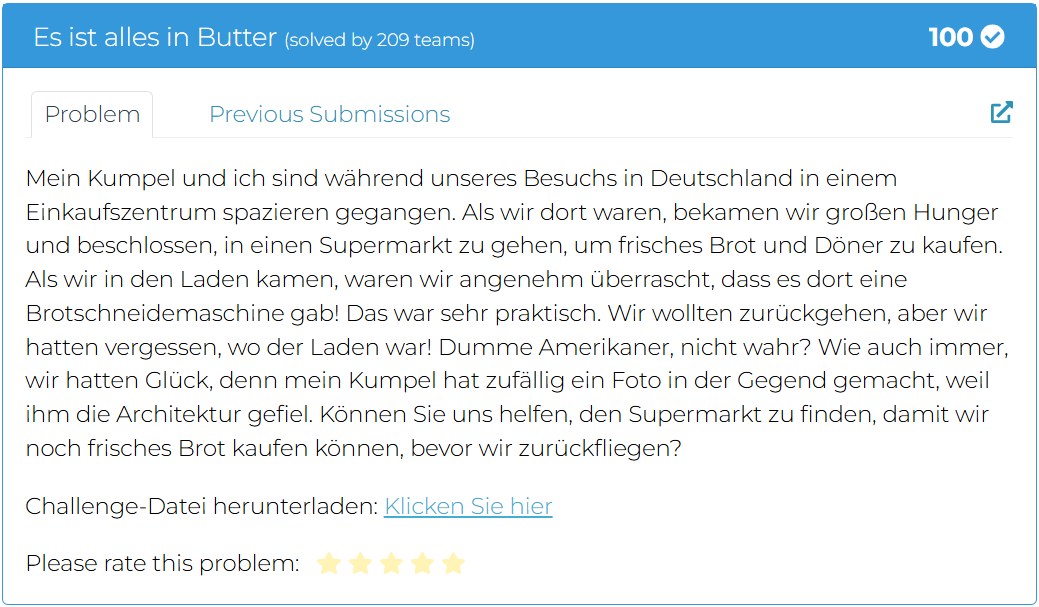 Es ist alles in Butter (solved by 209 teams) 100
Problem Previous Submissions
Mein Kumpel und ich sind während unseres Besuchs in Deutschland in einem
Einkaufszentrum spazieren gegangen. Als wir dort waren, bekamen wir großen Hunger
und beschlossen, in einen Supermarkt zu gehen, um frisches Brot und Döner zu kaufen.
Als wir in den Laden kamen, waren wir angenehm überrascht, dass es dort eine
Brotschneidemaschine gab! Das war sehr praktisch. Wir wollten zurückgehen, aber wir
hatten vergessen, wo der Laden war! Dumme Amerikaner, nicht wahr? Wie auch immer,
wir hatten Glück, denn mein Kumpel hat zufällig ein Foto in der Gegend gemacht, weil
ihm die Architektur gefiel. Können Sie uns helfen, den Supermarkt zu finden, damit wir
noch frisches Brot kaufen können, bevor wir zurückfliegen?
Challenge-Datei herunterladen: Klicken Sie hier
Please rate this problem: